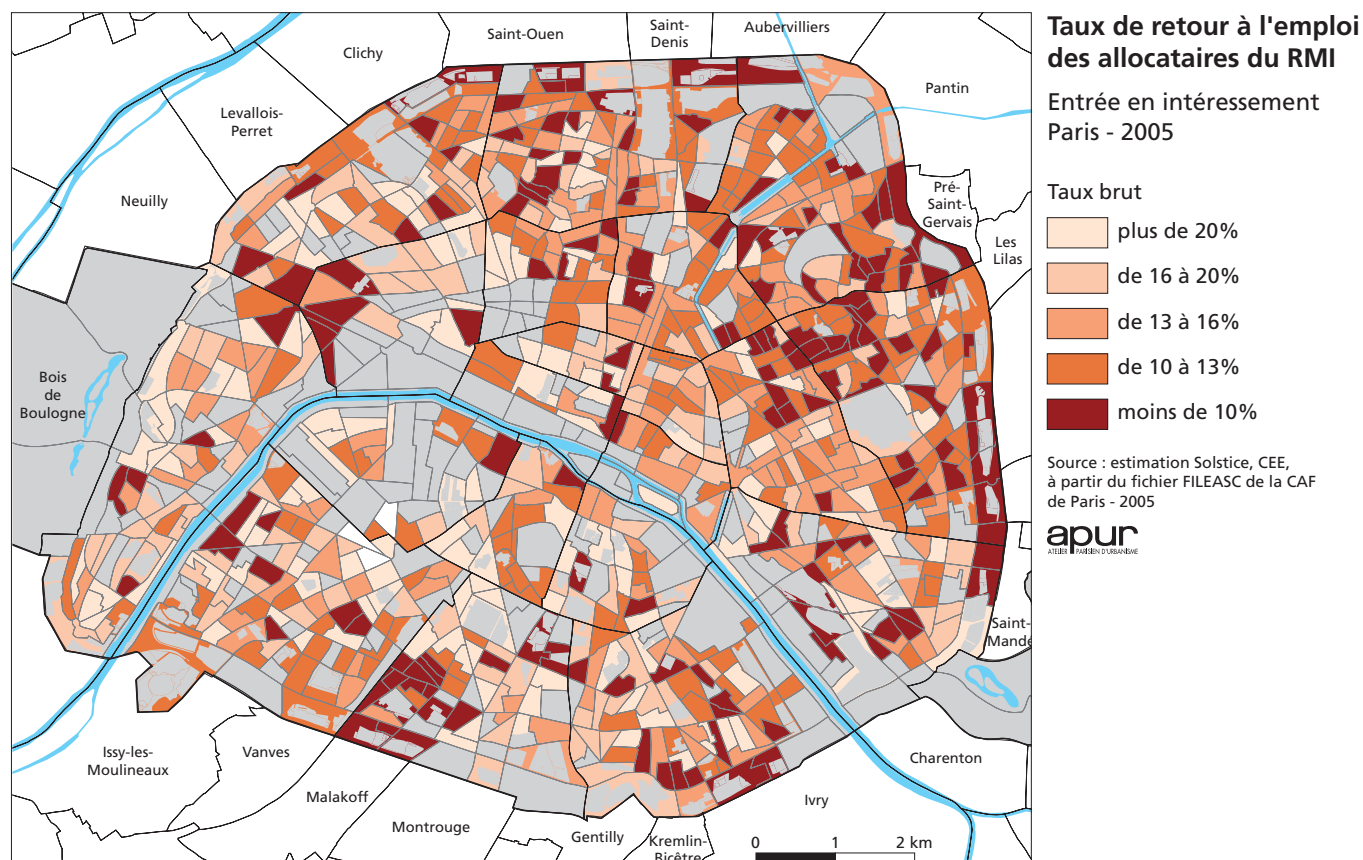 Taux de retour à l'emploi
des allocataires du RMI
Entrée en intéressement
Paris - 2005
Taux brut
plus de 20%
de 16 à 20%
de 13 à 16%
de 10 à 13%
moins de 10%
Source : estimation Solstice, CEE,
à partir du fichier FILEASC de la CAF
de Paris - 2005
apur
ATELIER PARISIEN D'URBANISME
Clichy
Saint-Ouen
Saint-
Denis
Aubervilliers
Pantin
Levallois-
Perret
Neuilly
Pré-
Saint-
Gervais
Les
Lilas
Bois
de
Boulogne
Saint-
Mandé
Issy-les-
Moulineaux
Vanves
Malakoff
Montrouge
Gentilly
Kremlin-
Bicêtre
Ivry
Charenton
0 1 2 km